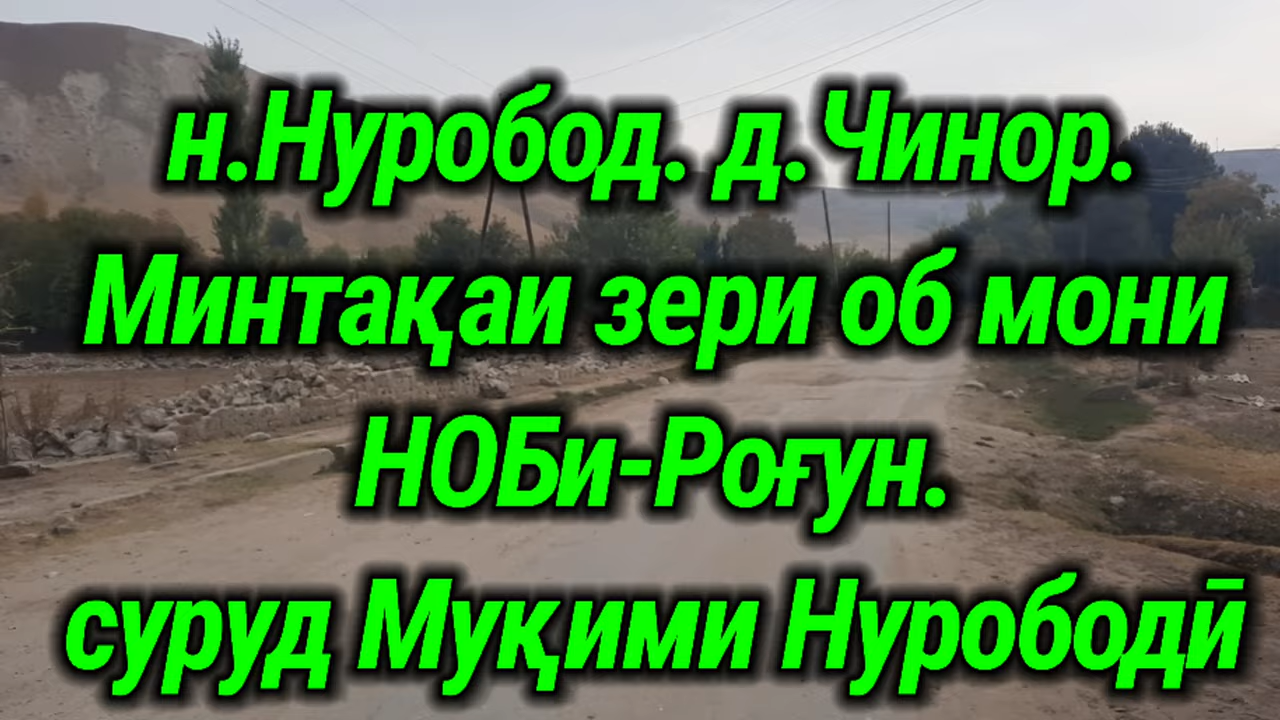 н.Нуробод. д.Чинор.
Минтақаи зери об мони
НОБи-Роғун.
суруд Муқими Нурободӣ